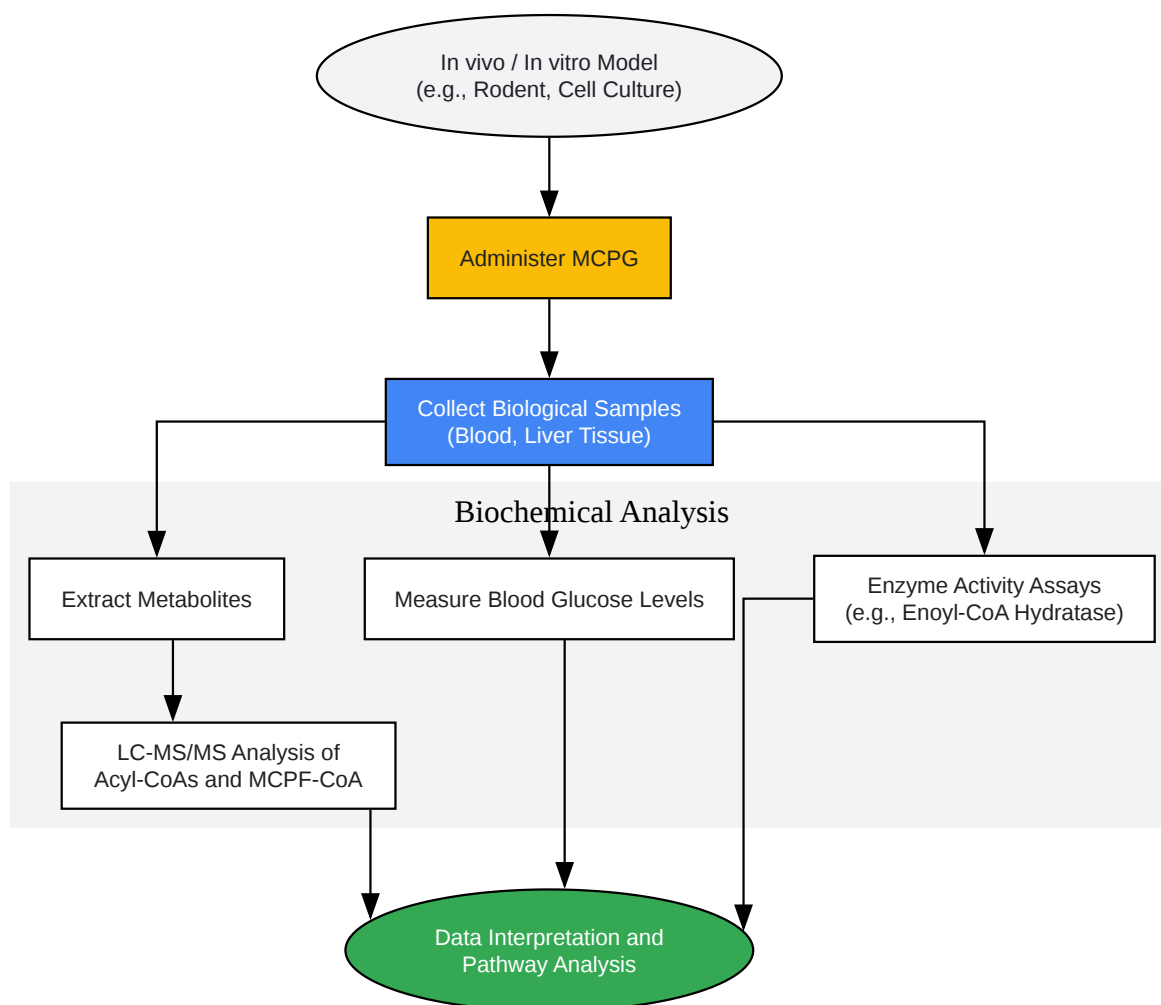 In vivo / In vitro Model
(e.g., Rodent, Cell Culture)
Administer MCPG
Collect Biological Samples
(Blood, Liver Tissue)
Biochemical Analysis
Extract Metabolites
Measure Blood Glucose Levels
Enzyme Activity Assays
(e.g., Enoyl-CoA Hydratase)
LC-MS/MS Analysis of
Acyl-CoAs and MCPF-CoA
Data Interpretation and
Pathway Analysis